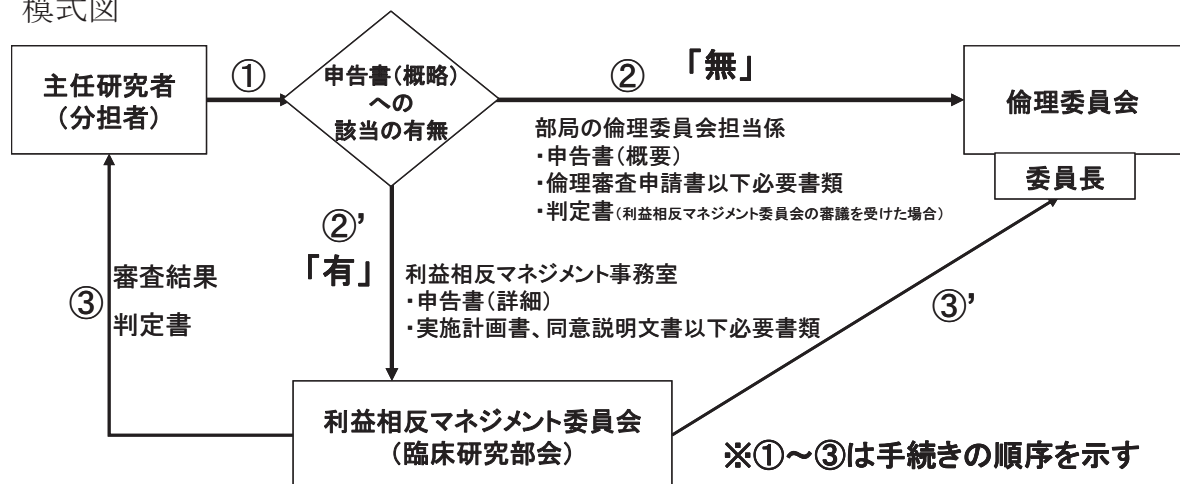 模式図
主任研究者
(分担者)
①
申告書(概略)
への
該当の有無
②
「無」
倫理委員会
委員長
部局の倫理委員会担当係
・申告書(概要)
・倫理審査申請書以下必要書類
・判定書(利益相反マネジメント委員会の審議を受けた場合)
②’
「有」
利益相反マネジメント事務室
・申告書(詳細)
・実施計画書、同意説明文書以下必要書類
③
審査結果
判定書
③’
利益相反マネジメント委員会
(臨床研究部会)
※①~③は手続きの順序を示す